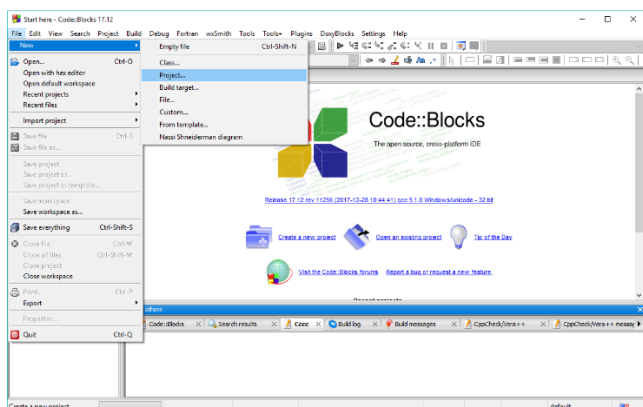 Start here - Code::Blocks 17.12
File Edit View Search Project Build Debug Fortran wxSmith Tools Tools+ Plugins DoxyBlocks Settings Help
New
Empty file Ctrl-Shift-N
Class...
Project...
Build target...
File...
Custom...
From template...
Nassi Shneiderman diagram
Open... Ctrl-O
Open with hex editor
Open default workspace
Recent projects
Recent files
Import project
Save file Ctrl-S
Save file as...
Save project
Save project as...
Save project as template...
Save workspace
Save workspace as...
Save everything Ctrl-Shift-S
Close file Ctrl-W
Close all files Ctrl-Shift-W
Close project
Close workspace
Print... Ctrl-P
Export
Properties...
Quit Ctrl-Q
Code::Blocks
The open source, cross-platform IDE
Release 17.12 rev 11256 (2017-12-28 10:44:41) gcc 5.1.0 Windows/unicode - 32 bit
Create a new project
Open an existing project
Tip of the Day
Visit the Code::Blocks forums
Report a bug or request a new feature
Recent projects
others
Code::Blocks
Search results
Cccc
Build log
Build messages
CppCheck/Vera++
CppCheck/Vera++ messag
Create a new project
default